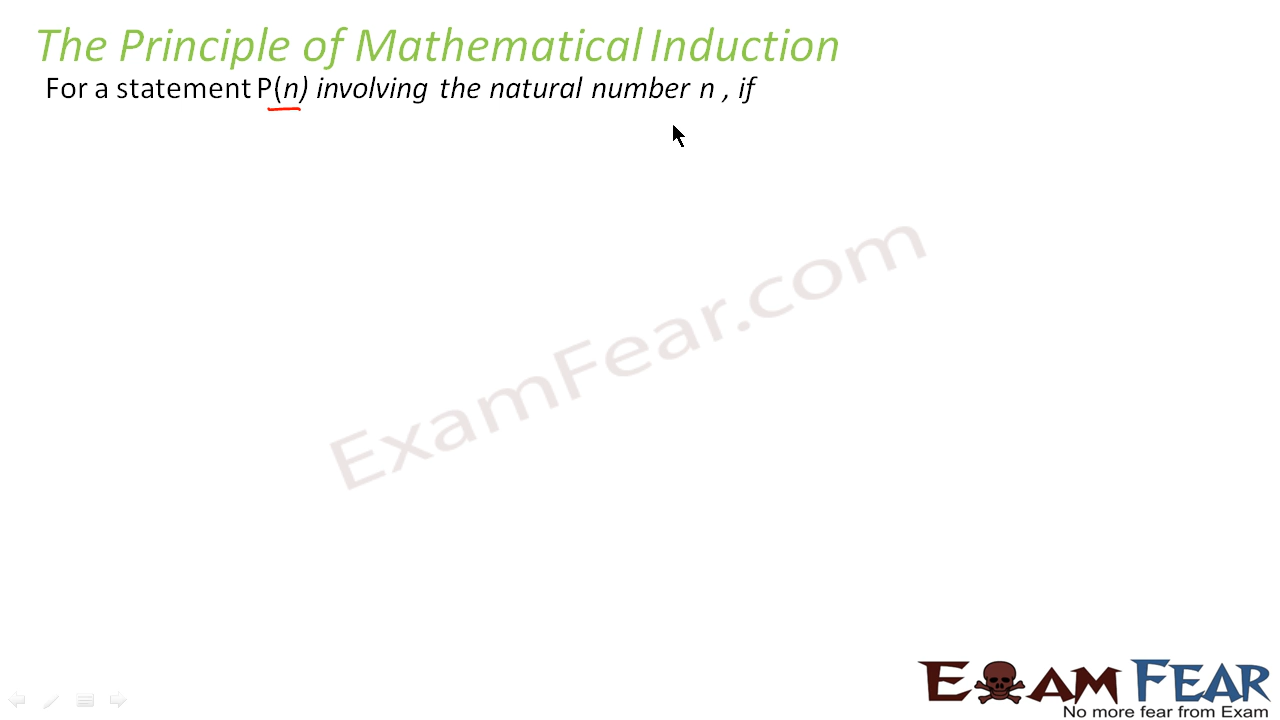 The Principle of Mathematical Induction
For a statement P(n) involving the natural number n , if
ExamFear.com
EXAM FEAR
No more fear from Exam